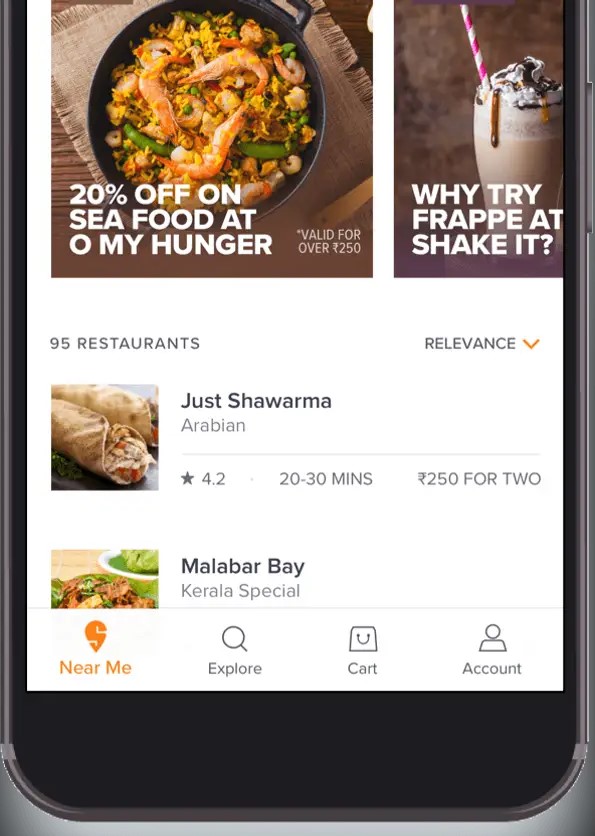 20% OFF ON
SEA FOOD AT
O MY HUNGER
*VALID FOR
OVER ₹250
WHY TRY
FRAPPE AT
SHAKE IT?
95 RESTAURANTS
RELEVANCE
Just Shawarma
Arabian
★ 4.2 · 20-30 MINS ₹250 FOR TWO
Malabar Bay
Kerala Special
Near Me
Explore
Cart
Account